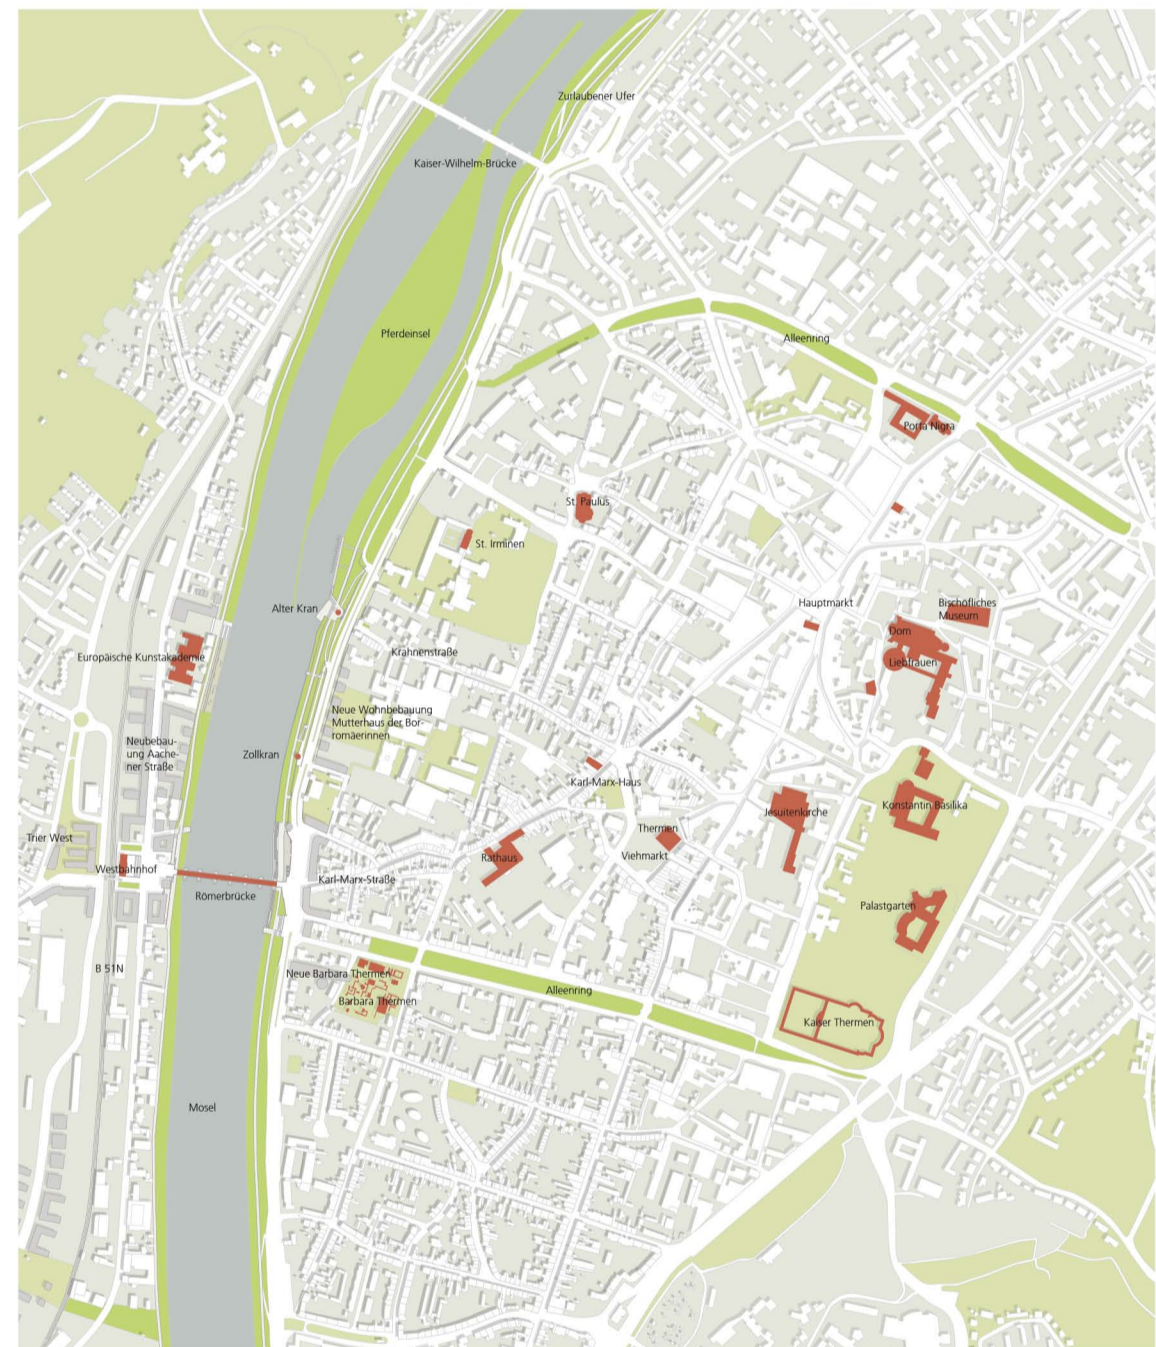 Zurlaubener Ufer
Kaiser-Wilhelm-Brücke
Pferdeinsel
Alleenring
Porta Nigra
St. Paulus
St. Irminen
Alter Kran
Hauptmarkt
Bischöfliches
Museum
Dom
Liebfrauen
Krahnenstraße
Europäische Kunstakademie
Neue Wohnbebauung
Mutterhaus der Bor-
romäerinnen
Neubebau-
ung Aache-
ner Straße
Zollkran
Karl-Marx-Haus
Jesuitenkirche
Konstantin Basilika
Thermen
Viehmarkt
Trier West
Westbahnhof
Rathaus
Karl-Marx-Straße
Römerbrücke
Palastgarten
B 51N
Neue Barbara Thermen
Barbara Thermen
Alleenring
Kaiser Thermen
Mosel